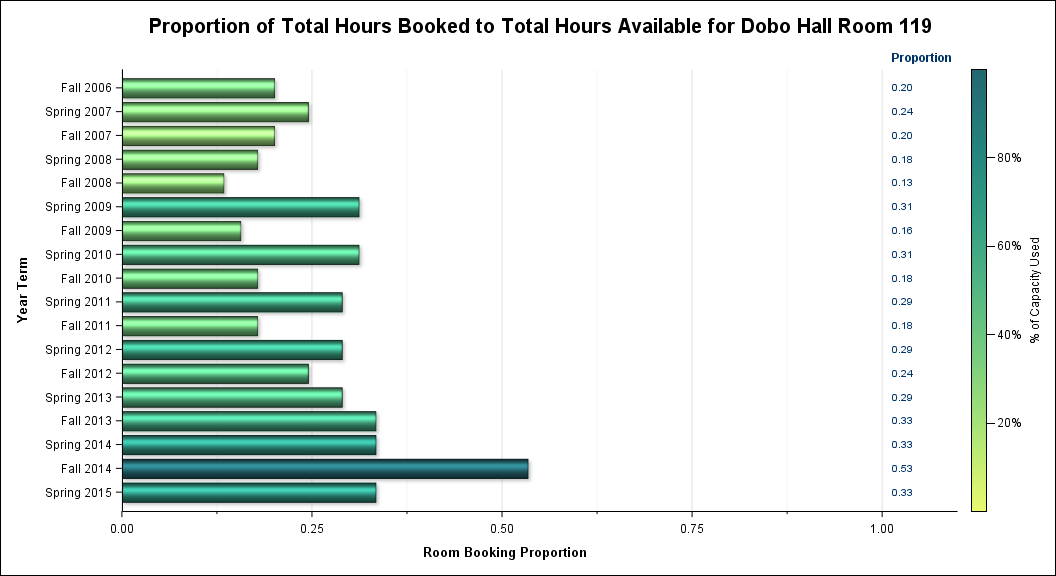 Proportion of Total Hours Booked to Total Hours Available for Dobo Hall Room 119
Proportion
Fall 2006 0.20
Spring 2007 0.24
Fall 2007 0.20
Spring 2008 0.18
Fall 2008 0.13
Spring 2009 0.31
Fall 2009 0.16
Spring 2010 0.31
Fall 2010 0.18
Spring 2011 0.29
Fall 2011 0.18
Spring 2012 0.29
Fall 2012 0.24
Spring 2013 0.29
Fall 2013 0.33
Spring 2014 0.33
Fall 2014 0.53
Spring 2015 0.33
Year Term
0.00 0.25 0.50 0.75 1.00
Room Booking Proportion
80%
60%
40%
20%
% of Capacity Used